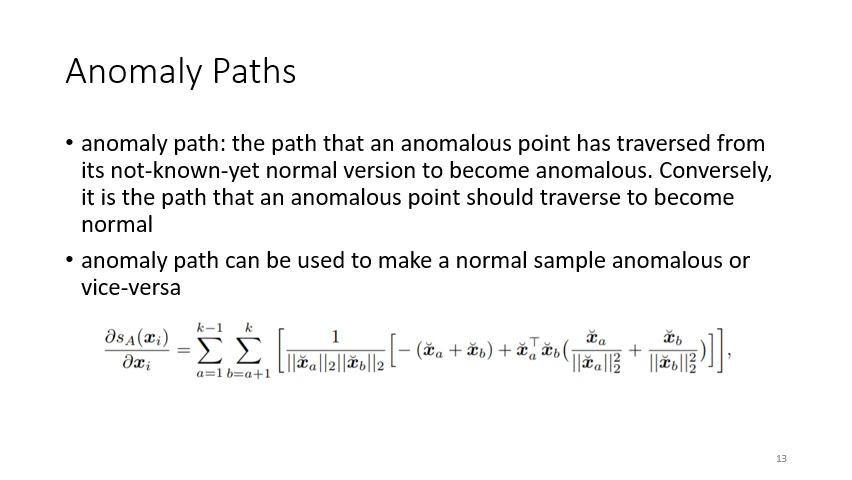 Anomaly Paths
• anomaly path: the path that an anomalous point has traversed from
its not-known-yet normal version to become anomalous. Conversely,
it is the path that an anomalous point should traverse to become
normal
• anomaly path can be used to make a normal sample anomalous or
vice-versa
∂s_A(x_i)/∂x_i = ∑_{a=1}^{k−1} ∑_{b=a+1}^{k} [ 1/(||x̆_a||_2||x̆_b||_2) [ − (x̆_a + x̆_b) + x̆_a^⊤ x̆_b ( x̆_a/||x̆_a||_2^2 + x̆_b/||x̆_b||_2^2 ) ] ],
13